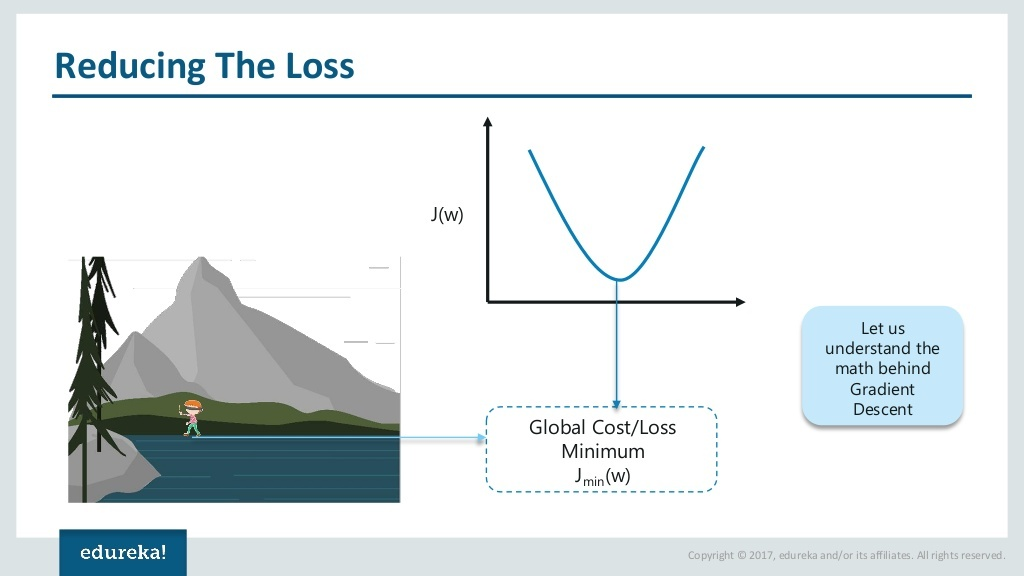 Reducing The Loss
J(w)
Let us
understand the
math behind
Gradient
Descent
Global Cost/Loss
Minimum
Jmin(w)
edureka!
Copyright © 2017, edureka and/or its affiliates. All rights reserved.